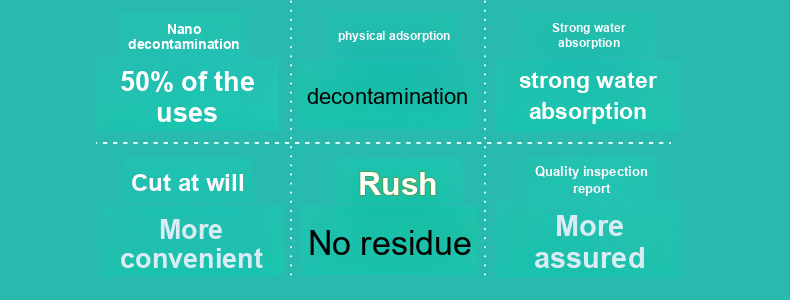 Nano
decontamination
50% of the
uses
physical adsorption
decontamination
Strong water
absorption
strong water
absorption
Cut at will
More
convenient
Rush
No residue
Quality inspection
report
More
assured